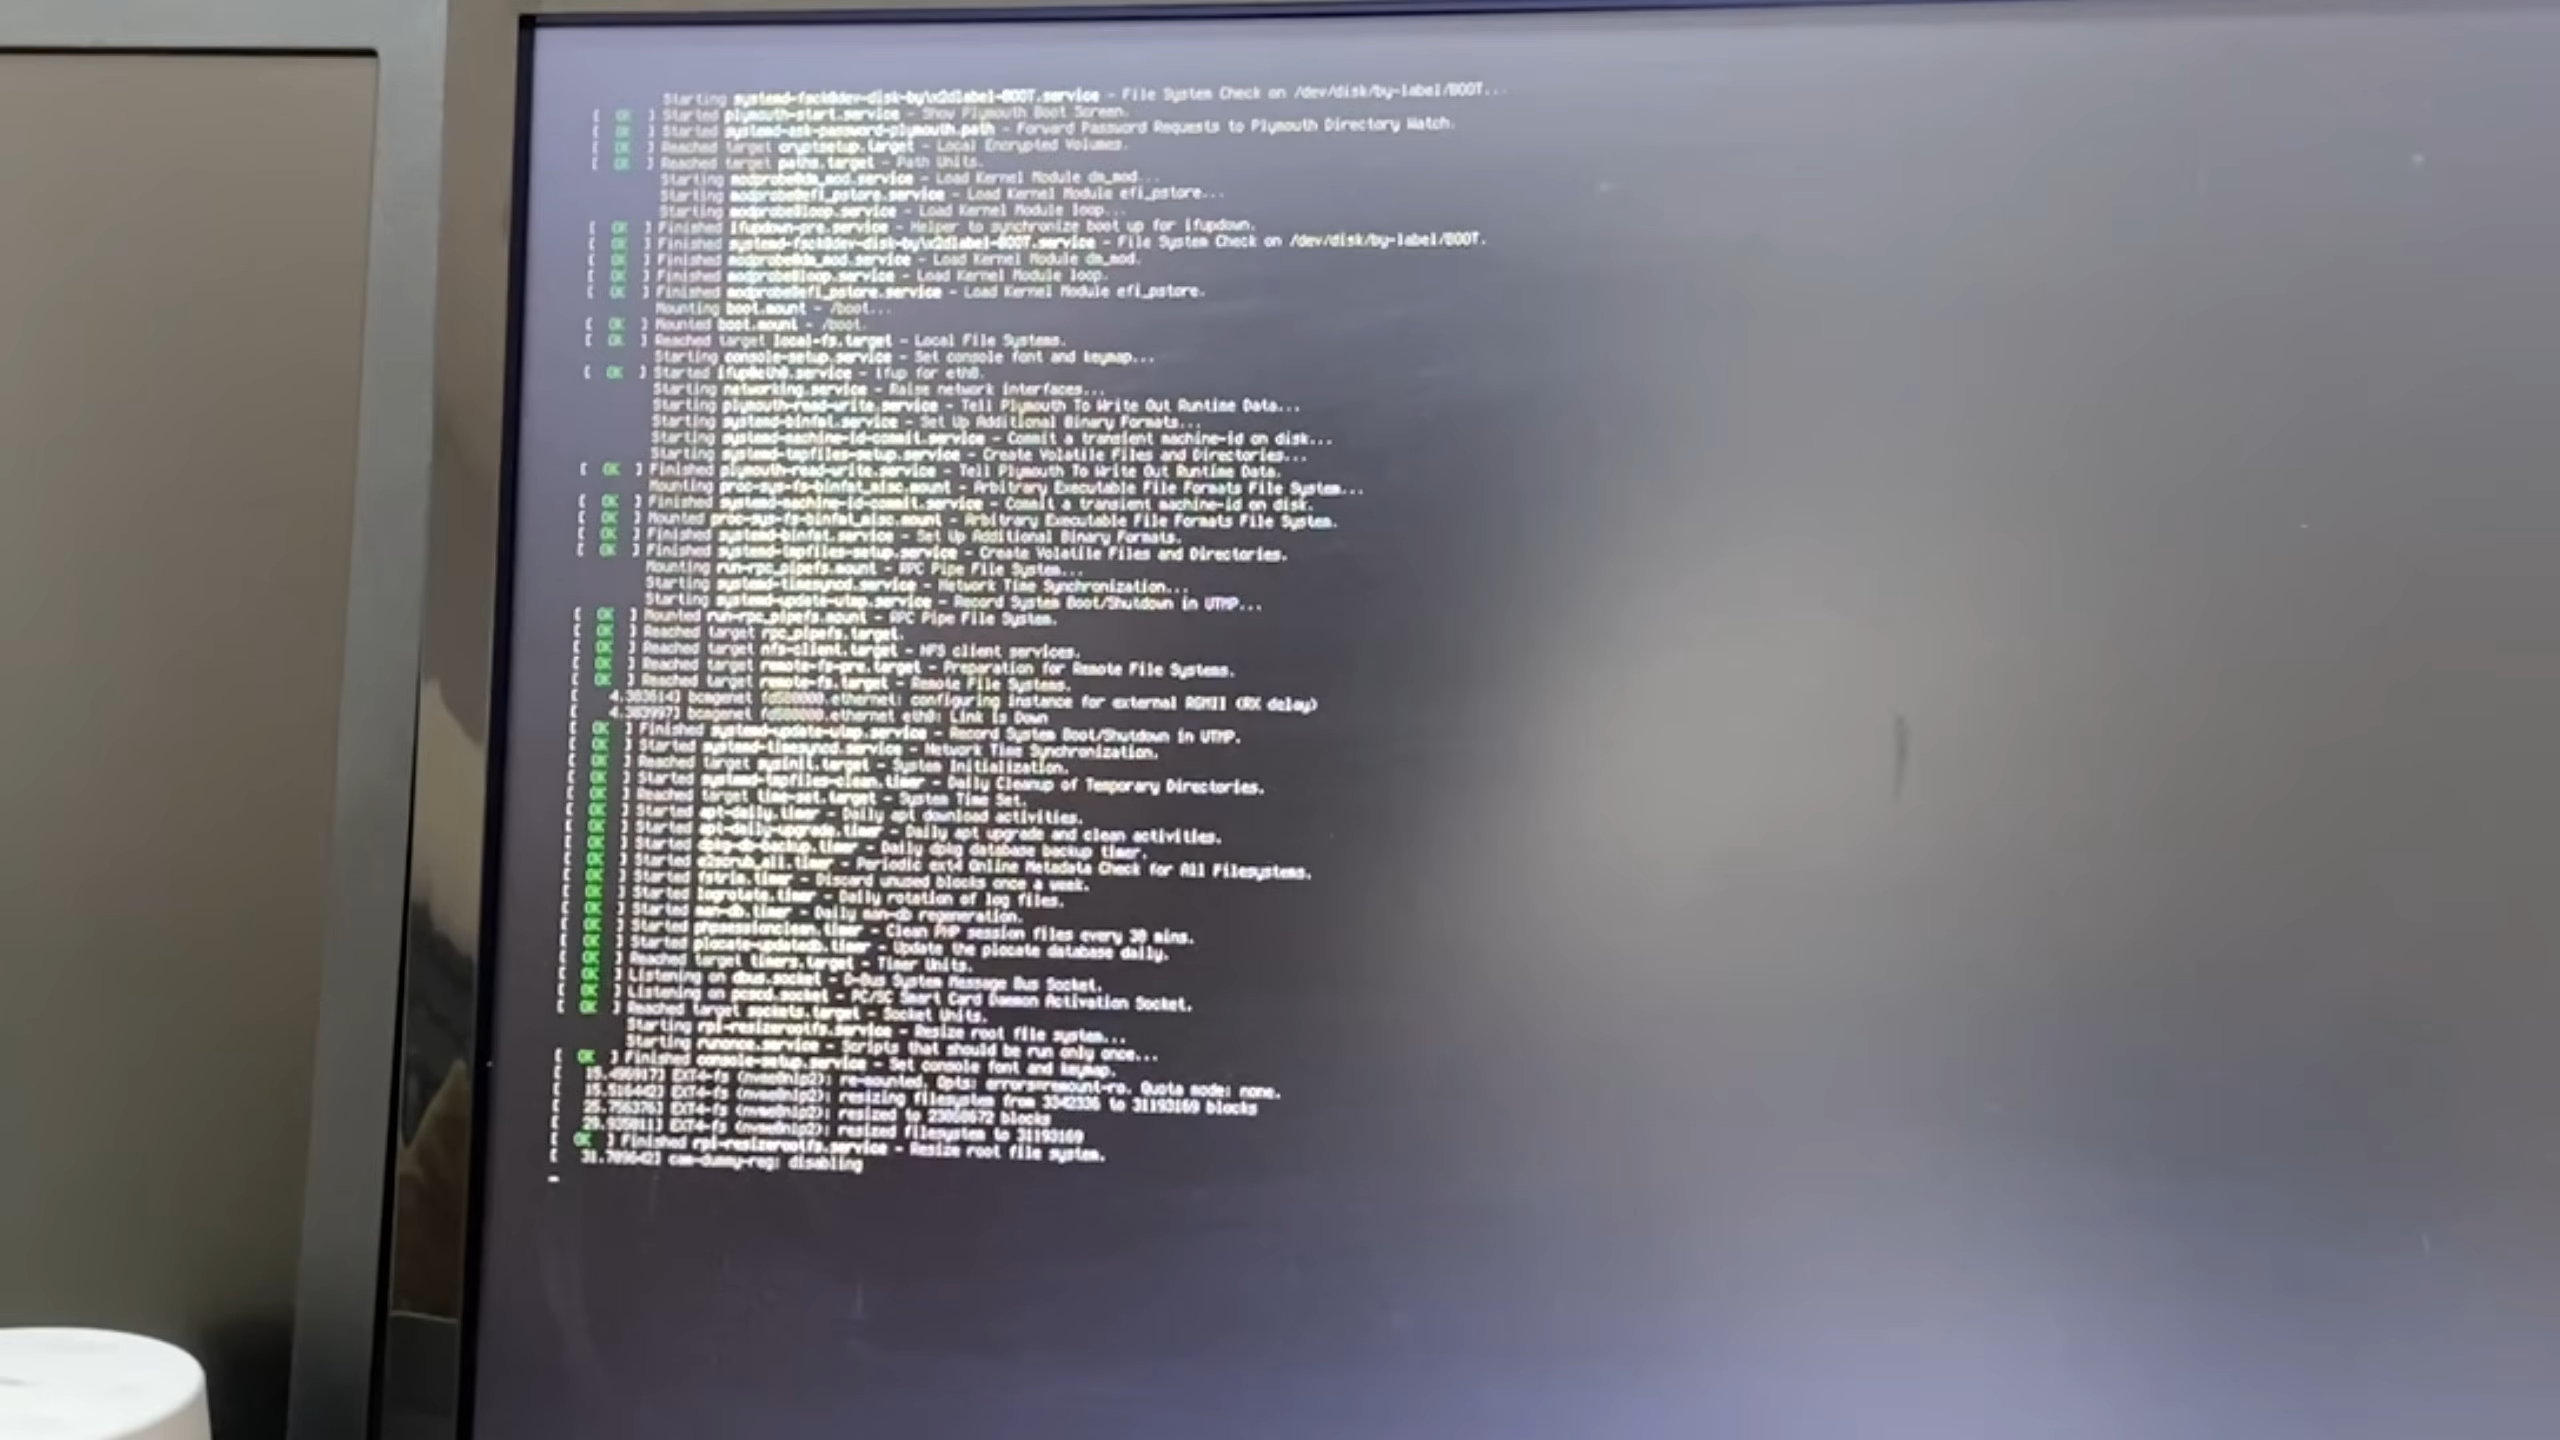 Starting systemd-fsck@dev-disk-by\x2dlabel-BOOT.service - File System Check on /dev/disk/by-label/BOOT...
[ OK ] Started plymouth-start.service - Show Plymouth Boot Screen.
[ OK ] Started systemd-ask-password-plymouth.path - Forward Password Requests to Plymouth Directory Watch.
[ OK ] Reached target cryptsetup.target - Local Encrypted Volumes.
[ OK ] Reached target paths.target - Path Units.
Starting modprobe@dm_mod.service - Load Kernel Module dm_mod...
Starting modprobe@efi_pstore.service - Load Kernel Module efi_pstore...
Starting modprobe@loop.service - Load Kernel Module loop...
[ OK ] Finished ifupdown-pre.service - Helper to synchronize boot up for ifupdown.
[ OK ] Finished systemd-fsck@dev-disk-by\x2dlabel-BOOT.service - File System Check on /dev/disk/by-label/BOOT.
[ OK ] Finished modprobe@dm_mod.service - Load Kernel Module dm_mod.
[ OK ] Finished modprobe@loop.service - Load Kernel Module loop.
[ OK ] Finished modprobe@efi_pstore.service - Load Kernel Module efi_pstore.
Mounting boot.mount - /boot...
[ OK ] Mounted boot.mount - /boot.
[ OK ] Reached target local-fs.target - Local File Systems.
Starting console-setup.service - Set console font and keymap...
[ OK ] Started ifup@eth0.service - ifup for eth0.
Starting networking.service - Raise network interfaces...
Starting plymouth-read-write.service - Tell Plymouth To Write Out Runtime Data...
Starting systemd-binfmt.service - Set Up Additional Binary Formats...
Starting systemd-machine-id-commit.service - Commit a transient machine-id on disk...
Starting systemd-tmpfiles-setup.service - Create Volatile Files and Directories...
[ OK ] Finished plymouth-read-write.service - Tell Plymouth To Write Out Runtime Data.
Mounting proc-sys-fs-binfmt_misc.mount - Arbitrary Executable File Formats File System...
[ OK ] Finished systemd-machine-id-commit.service - Commit a transient machine-id on disk.
[ OK ] Mounted proc-sys-fs-binfmt_misc.mount - Arbitrary Executable File Formats File System.
[ OK ] Finished systemd-binfmt.service - Set Up Additional Binary Formats.
[ OK ] Finished systemd-tmpfiles-setup.service - Create Volatile Files and Directories.
Mounting run-rpc_pipefs.mount - RPC Pipe File System...
Starting systemd-timesyncd.service - Network Time Synchronization...
Starting systemd-update-utmp.service - Record System Boot/Shutdown in UTMP...
[ OK ] Mounted run-rpc_pipefs.mount - RPC Pipe File System.
[ OK ] Reached target rpc_pipefs.target.
[ OK ] Reached target nfs-client.target - NFS client services.
[ OK ] Reached target remote-fs-pre.target - Preparation for Remote File Systems.
[ OK ] Reached target remote-fs.target - Remote File Systems.
[ 4.383614] bcmgenet fd580000.ethernet: configuring instance for external RGMII (RX delay)
[ 4.383997] bcmgenet fd580000.ethernet eth0: Link is Down
[ OK ] Finished systemd-update-utmp.service - Record System Boot/Shutdown in UTMP.
[ OK ] Started systemd-timesyncd.service - Network Time Synchronization.
[ OK ] Reached target sysinit.target - System Initialization.
[ OK ] Started systemd-tmpfiles-clean.timer - Daily Cleanup of Temporary Directories.
[ OK ] Reached target time-set.target - System Time Set.
[ OK ] Started apt-daily.timer - Daily apt download activities.
[ OK ] Started apt-daily-upgrade.timer - Daily apt upgrade and clean activities.
[ OK ] Started dpkg-db-backup.timer - Daily dpkg database backup timer.
[ OK ] Started e2scrub_all.timer - Periodic ext4 Online Metadata Check for All Filesystems.
[ OK ] Started fstrim.timer - Discard unused blocks once a week.
[ OK ] Started logrotate.timer - Daily rotation of log files.
[ OK ] Started man-db.timer - Daily man-db regeneration.
[ OK ] Started phpsessionclean.timer - Clean PHP session files every 30 mins.
[ OK ] Started plocate-updatedb.timer - Update the plocate database daily.
[ OK ] Reached target timers.target - Timer Units.
[ OK ] Listening on dbus.socket - D-Bus System Message Bus Socket.
[ OK ] Listening on pcscd.socket - PC/SC Smart Card Daemon Activation Socket.
[ OK ] Reached target sockets.target - Socket Units.
Starting rpi-resizerootfs.service - Resize root file system...
Starting runonce.service - Scripts that should be run only once...
[ OK ] Finished console-setup.service - Set console font and keymap.
[ EXT4-fs (nvme0n1p2): re-mounted. Opts: errors=remount-ro. Quota mode: none.
[ EXT4-fs (nvme0n1p2): resizing filesystem from 3342336 to 31193169 blocks
[ EXT4-fs (nvme0n1p2): resized to blocks
[ EXT4-fs (nvme0n1p2): resized filesystem to 31193169
[ OK ] Finished rpi-resizerootfs.service - Resize root file system.
[ 31.789642] cam-dummy-reg: disabling